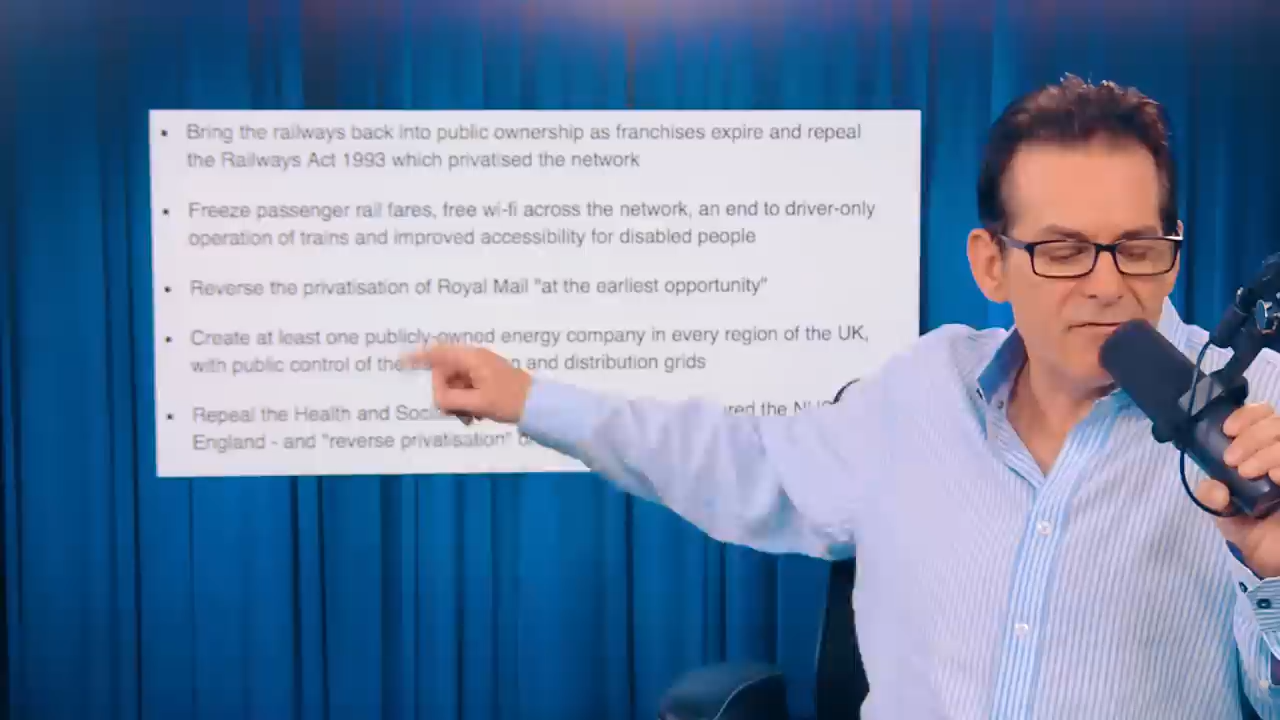 Bring the railways back into public ownership as franchises expire and repeal
the Railways Act 1993 which privatised the network
Freeze passenger rail fares, free wi-fi across the network, an end to driver-only
operation of trains and improved accessibility for disabled people
Reverse the privatisation of Royal Mail "at the earliest opportunity"
Create at least one publicly-owned energy company in every region of the UK,
with public control of the and distribution grids
Repeal the Health and the
England - and "reverse privatisation"